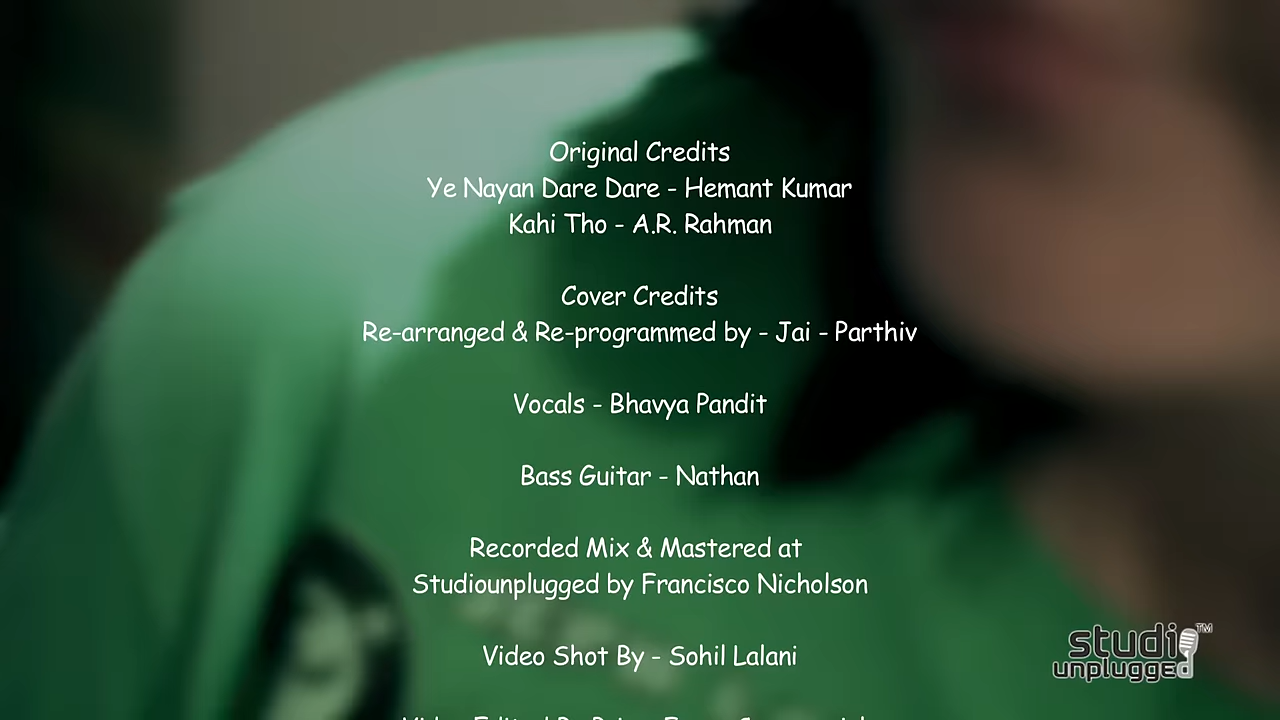 Original Credits
Ye Nayan Dare Dare - Hemant Kumar
Kahi Tho - A.R. Rahman
Cover Credits
Re-arranged & Re-programmed by - Jai - Parthiv
Vocals - Bhavya Pandit
Bass Guitar - Nathan
Recorded Mix & Mastered at
Studiounplugged by Francisco Nicholson
Video Shot By - Sohil Lalani
studio™
unplugged